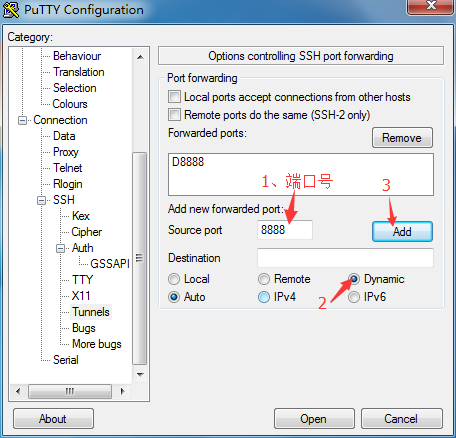 PuTTY Configuration
Category:
Behaviour
Translation
Selection
Colours
Connection
Data
Proxy
Telnet
Rlogin
SSH
Kex
Cipher
Auth
GSSAPI
TTY
X11
Tunnels
Bugs
More bugs
Serial
Options controlling SSH port forwarding
Port forwarding
Local ports accept connections from other hosts
Remote ports do the same (SSH-2 only)
Forwarded ports:
Remove
D8888
1、端口号
3
Add new forwarded port:
Source port
8888
Add
Destination
Local
Remote
Dynamic
2
Auto
IPv4
IPv6
About
Open
Cancel